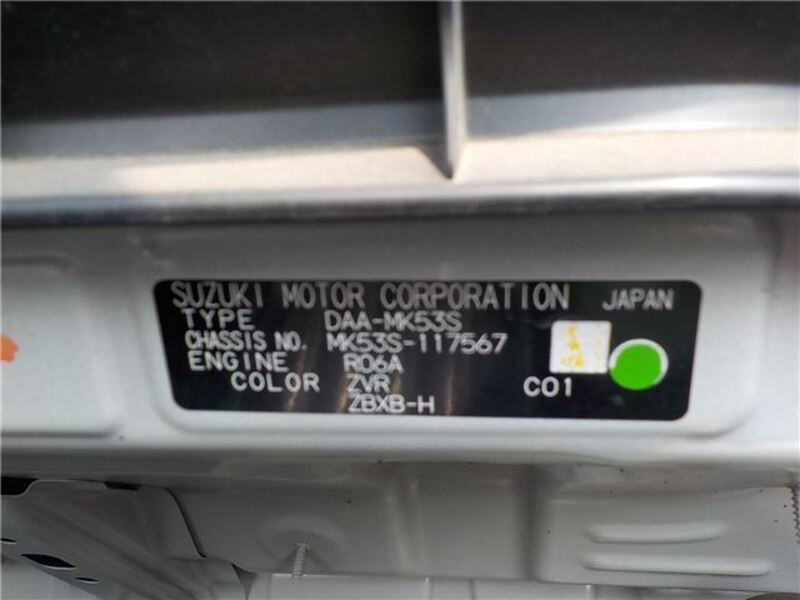 SUZUKI MOTOR CORPORATION JAPAN
TYPE DAA-MK53S
CHASSIS NO. MK53S-117567
ENGINE R06A
COLOR ZVR C01
ZBXB-H